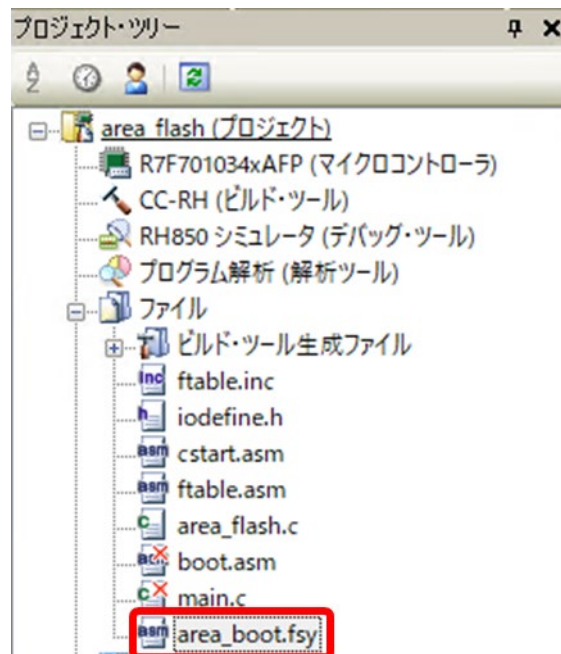 プロジェクト・ツリー
area_flash (プロジェクト)
R7F701034xAFP (マイクロコントローラ)
CC-RH (ビルド・ツール)
RH850 シミュレータ (デバッグ・ツール)
プログラム解析 (解析ツール)
ファイル
ビルド・ツール生成ファイル
ftable.inc
iodefine.h
cstart.asm
ftable.asm
area_flash.c
boot.asm
main.c
area_boot.fsy